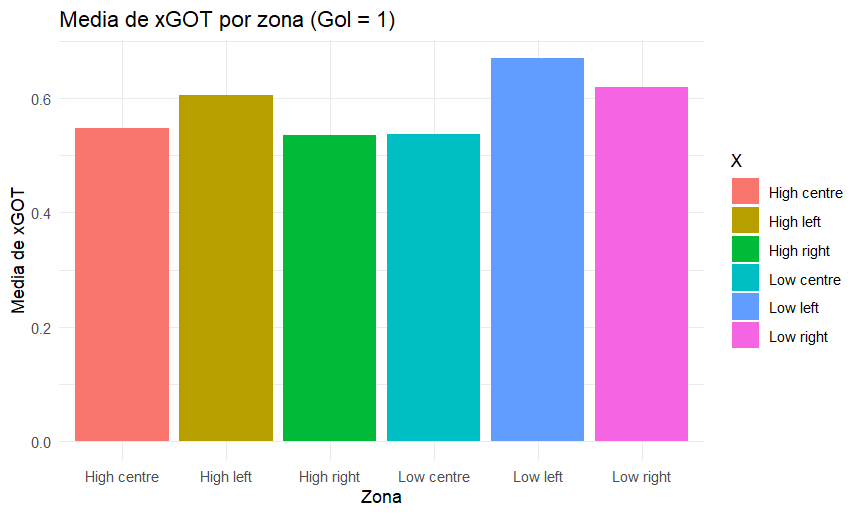 Media de xGOT por zona (Gol = 1)
Media de xGOT
0.6
0.4
0.2
0.0
High centre
High left
High right
Low centre
Low left
Low right
Zona
X
High centre
High left
High right
Low centre
Low left
Low right